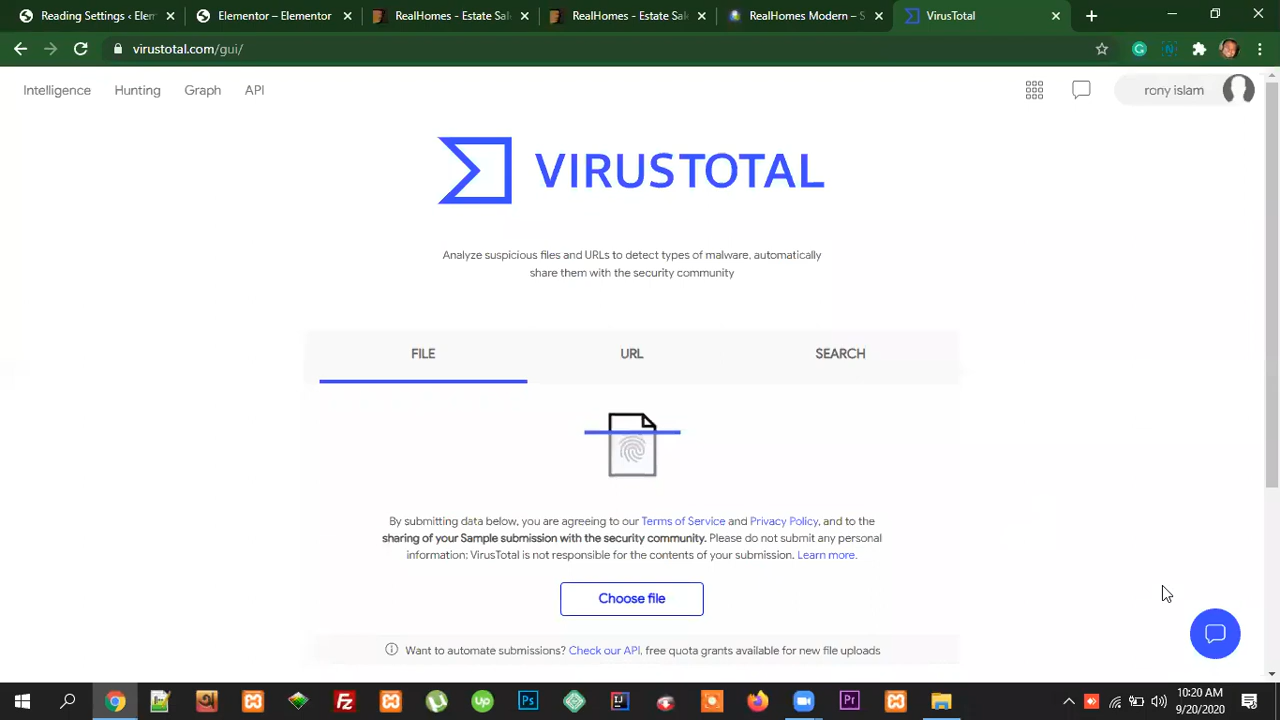 Reading Settings ‹ Elem
Elementor – Elementor
RealHomes - Estate Sal
RealHomes - Estate Sal
RealHomes Modern – S
VirusTotal
virustotal.com/gui/
Intelligence
Hunting
Graph
API
rony islam
VIRUSTOTAL
Analyze suspicious files and URLs to detect types of malware, automatically
share them with the security community
FILE
URL
SEARCH
By submitting data below, you are agreeing to our Terms of Service and Privacy Policy, and to the
sharing of your Sample submission with the security community. Please do not submit any personal
information; VirusTotal is not responsible for the contents of your submission. Learn more.
Choose file
Want to automate submissions? Check our API, free quota grants available for new file uploads
Fz
up
Ps
IJ
Pr
10:20 AM
9/20/2020